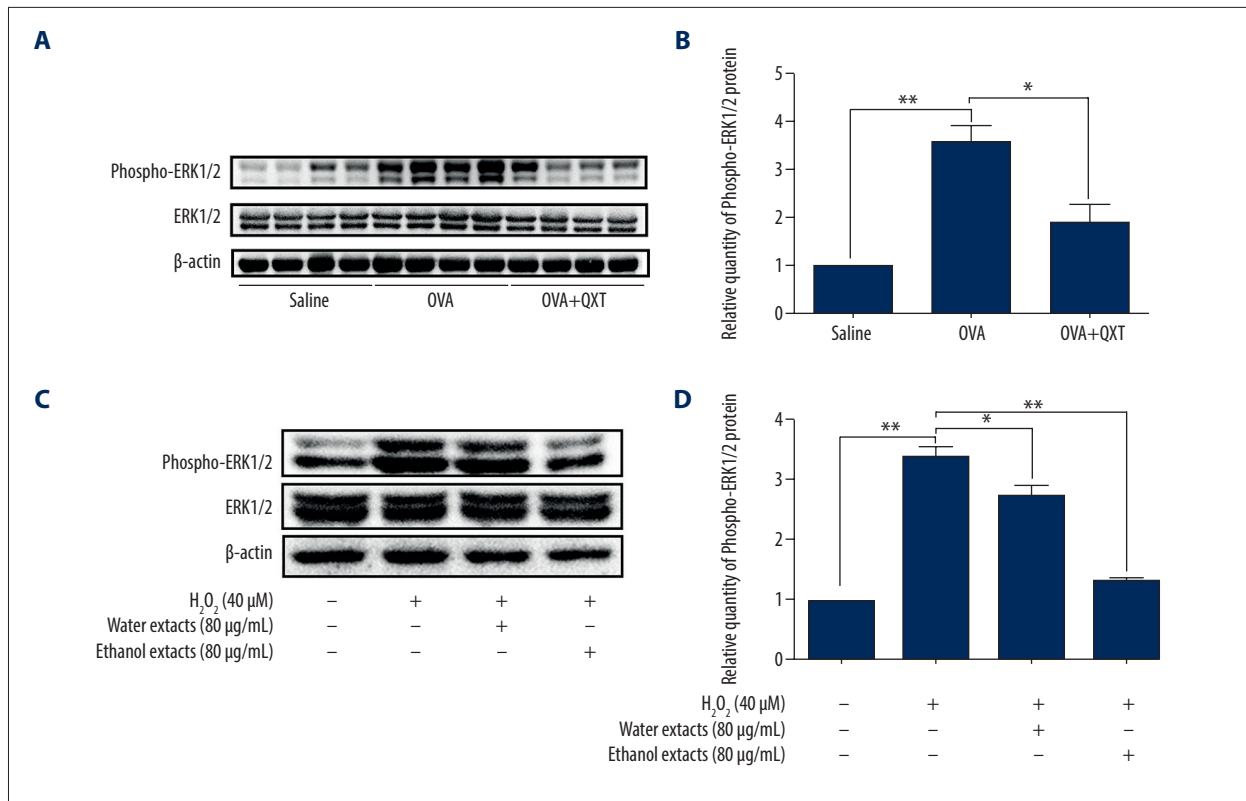 A
Phospho-ERK1/2
ERK1/2
β-actin
Saline OVA OVA+QXT
B
Relative quantity of Phospho-ERK1/2 protein
5
4
3
2
1
0
** *
Saline OVA OVA+QXT
C
Phospho-ERK1/2
ERK1/2
β-actin
H₂O₂ (40 μM) – + + +
Water extacts (80 μg/mL) – – + –
Ethanol extacts (80 μg/mL) – – – +
D
Relative quantity of Phospho-ERK1/2 protein
4
3
2
1
0
** * **
H₂O₂ (40 μM) – + + +
Water extacts (80 μg/mL) – – + –
Ethanol extacts (80 μg/mL) – – – +